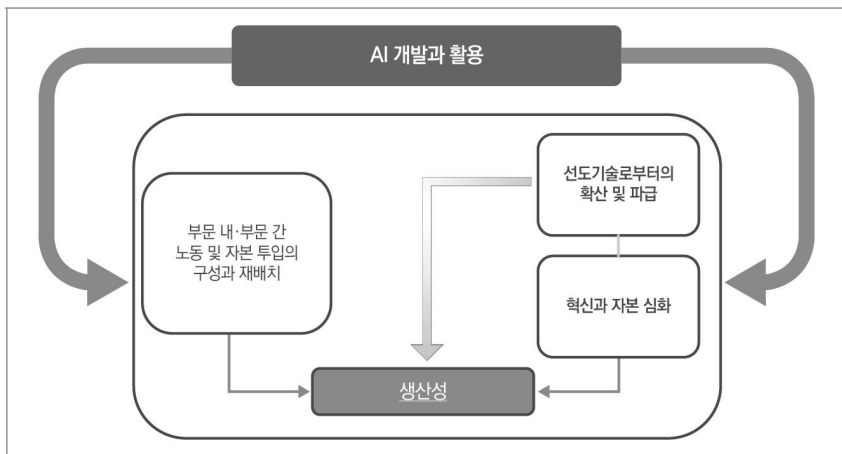 AI 개발과 활용
부문 내·부문 간
노동 및 자본 투입의
구성과 재배치
선도기술로부터의
확산 및 파급
혁신과 자본 심화
생산성